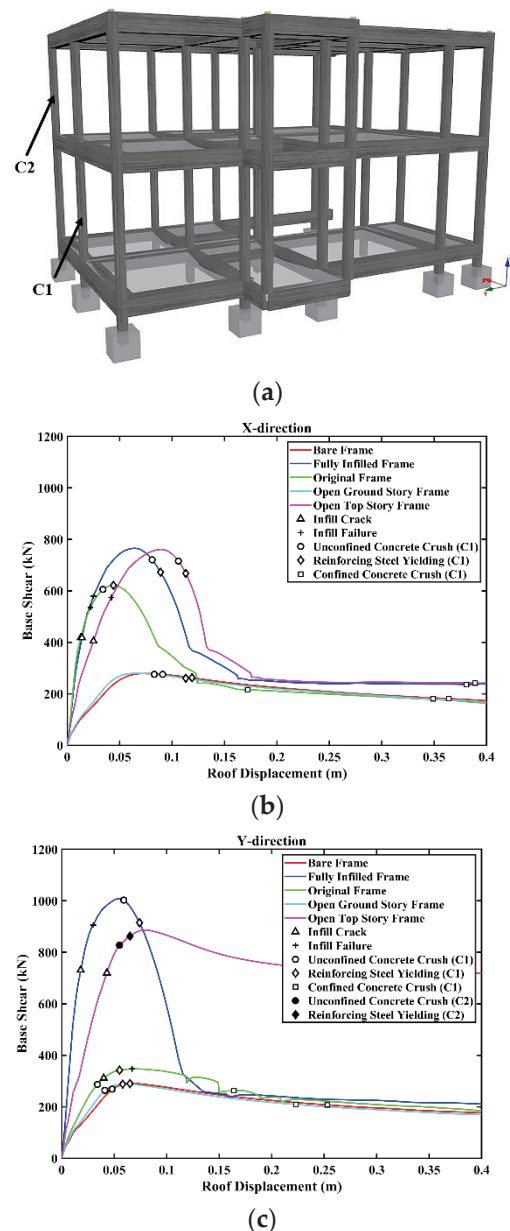 C2
C1
(a)
X-direction
Base Shear (kN)
1200
1000
800
600
400
200
0
Bare Frame
Fully Infilled Frame
Original Frame
Open Ground Story Frame
Open Top Story Frame
Infill Crack
Infill Failure
Unconfined Concrete Crush (C1)
Reinforcing Steel Yielding (C1)
Confined Concrete Crush (C1)
0 0.05 0.1 0.15 0.2 0.25 0.3 0.35 0.4
Roof Displacement (m)
(b)
Y-direction
Base Shear (kN)
1200
1000
800
600
400
200
0
Bare Frame
Fully Infilled Frame
Original Frame
Open Ground Story Frame
Open Top Story Frame
Infill Crack
Infill Failure
Unconfined Concrete Crush (C1)
Reinforcing Steel Yielding (C1)
Confined Concrete Crush (C1)
Unconfined Concrete Crush (C2)
Reinforcing Steel Yielding (C2)
0 0.05 0.1 0.15 0.2 0.25 0.3 0.35 0.4
Roof Displacement (m)
(c)